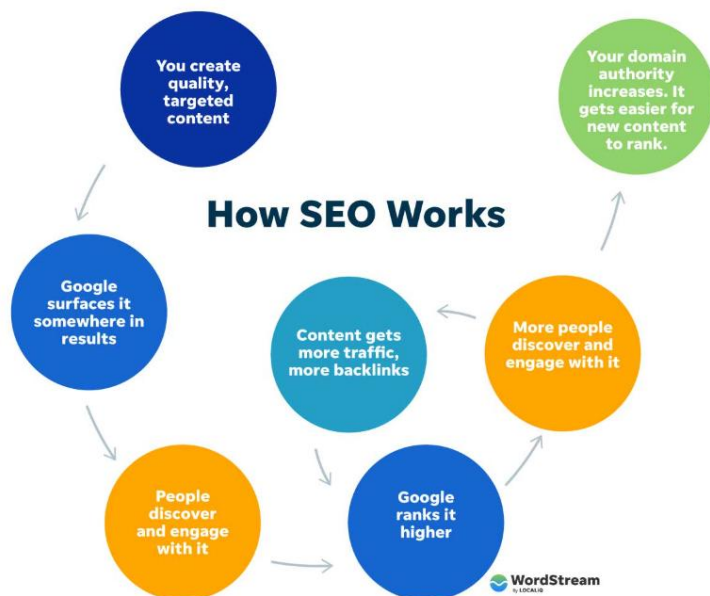 You create
quality,
targeted
content
Your domain
authority
increases. It
gets easier for
new content
to rank.
How SEO Works
Google
surfaces it
somewhere in
results
Content gets
more traffic,
more backlinks
More people
discover and
engage with it
People
discover
and engage
with it
Google
ranks it
higher
WordStream
By LOCALiQ